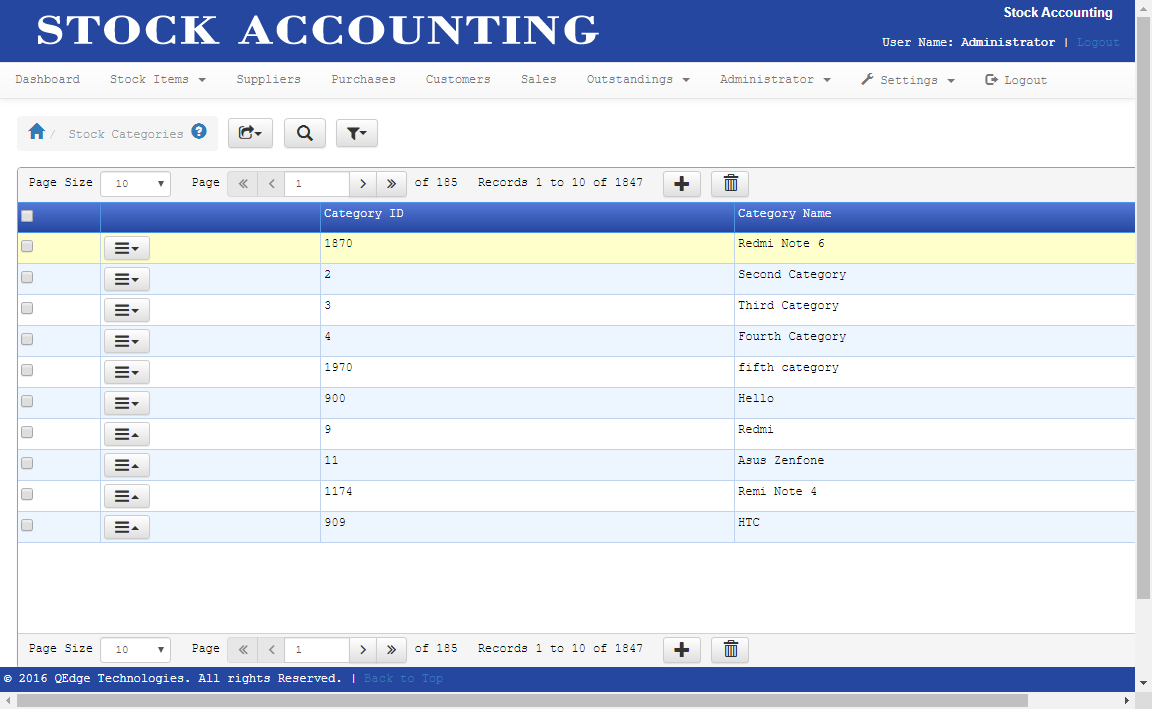 STOCK ACCOUNTING
Stock Accounting
User Name: Administrator | Logout
Dashboard Stock Items Suppliers Purchases Customers Sales Outstandings Administrator Settings Logout
/ Stock Categories ?
Page Size 10 Page « < 1 > » of 185 Records 1 to 10 of 1847
Category ID Category Name
1870 Redmi Note 6
2 Second Category
3 Third Category
4 Fourth Category
1970 fifth category
900 Hello
9 Redmi
11 Asus Zenfone
1174 Remi Note 4
909 HTC
Page Size 10 Page « < 1 > » of 185 Records 1 to 10 of 1847
© 2016 QEdge Technologies. All rights Reserved. | Back to Top